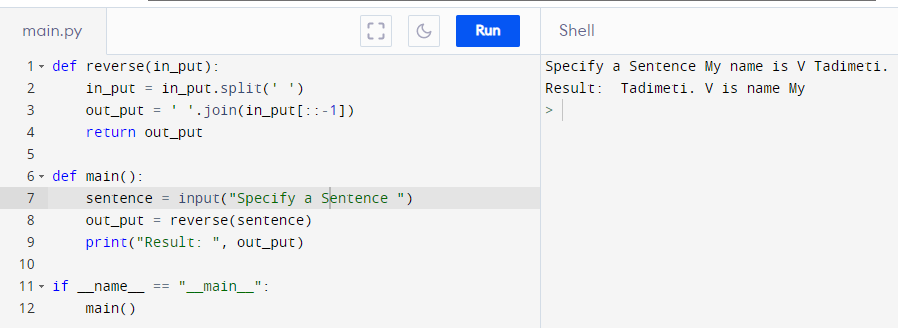 main.py
Run
Shell
1 def reverse(in_put):
2     in_put = in_put.split(' ')
3     out_put = ' '.join(in_put[::-1])
4     return out_put
5
6 def main():
7     sentence = input("Specify a Sentence ")
8     out_put = reverse(sentence)
9     print("Result: ", out_put)
10
11 if __name__ == "__main__":
12     main()
Specify a Sentence My name is V Tadimeti.
Result:  Tadimeti. V is name My
>